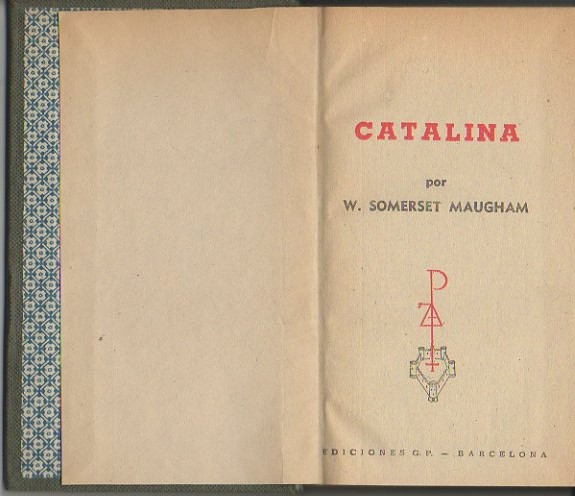 CATALINA
por
W. SOMERSET MAUGHAM
EDICIONES G.P. — BARCELONA